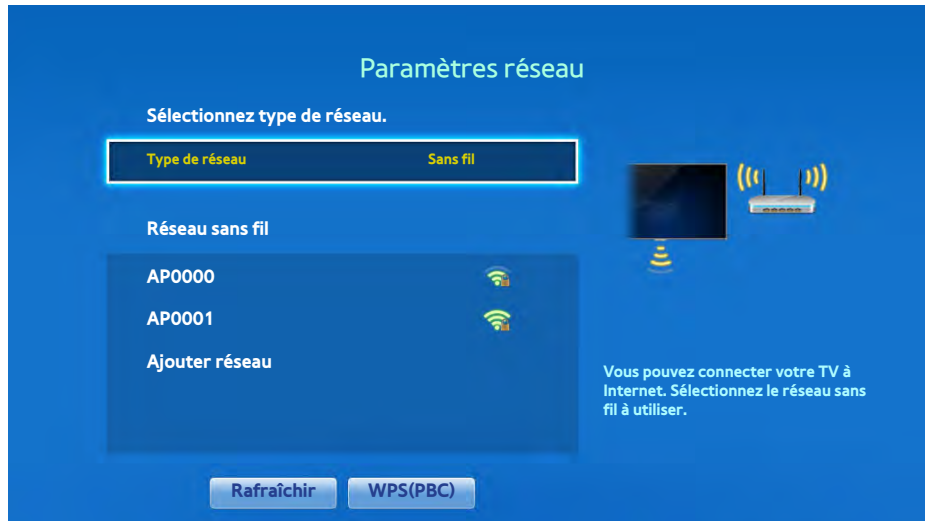 Paramètres réseau
Sélectionnez type de réseau.
Type de réseau Sans fil
Réseau sans fil
AP0000
AP0001
Ajouter réseau
Vous pouvez connecter votre TV à
Internet. Sélectionnez le réseau sans
fil à utiliser.
Rafraîchir WPS(PBC)